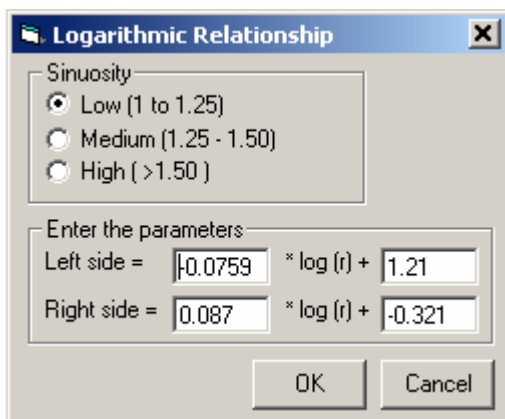 Logarithmic Relationship
Sinuosity
Low (1 to 1.25)
Medium (1.25 - 1.50)
High ( >1.50 )
Enter the parameters
Left side = -0.0759 * log (r) + 1.21
Right side = 0.087 * log (r) + -0.321
OK Cancel